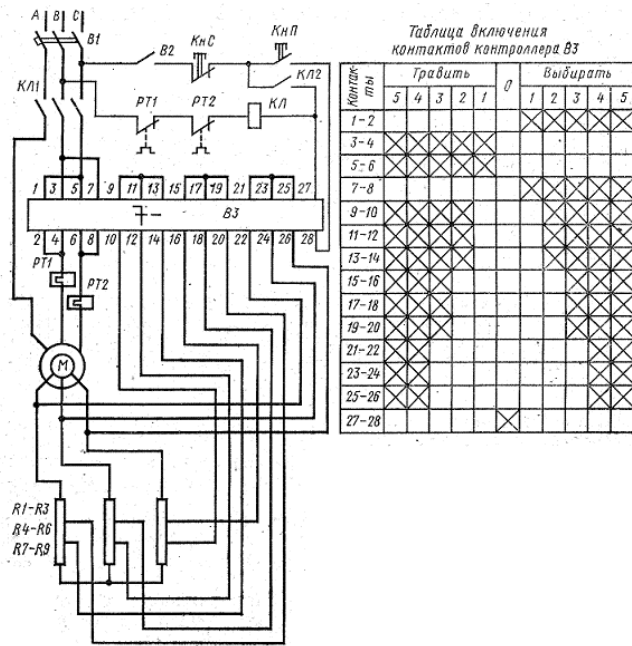 A B C
B1
B2
КнС
КнП
КЛ1
КЛ2
РТ1 РТ2 КЛ
1 3 5 7 9 11 13 15 17 19 21 23 25 27
B3
2 4 6 8 10 12 14 16 18 20 22 24 26 28
РТ1
РТ2
М
R1-R3
R4-R6
R7-R9
Таблица включения
контактов контроллера В3
Контак-
ты
Травить 0 Выбирать
5 4 3 2 1 1 2 3 4 5
1-2
3-4
5-6
7-8
9-10
11-12
13-14
15-16
17-18
19-20
21-22
23-24
25-26
27-28